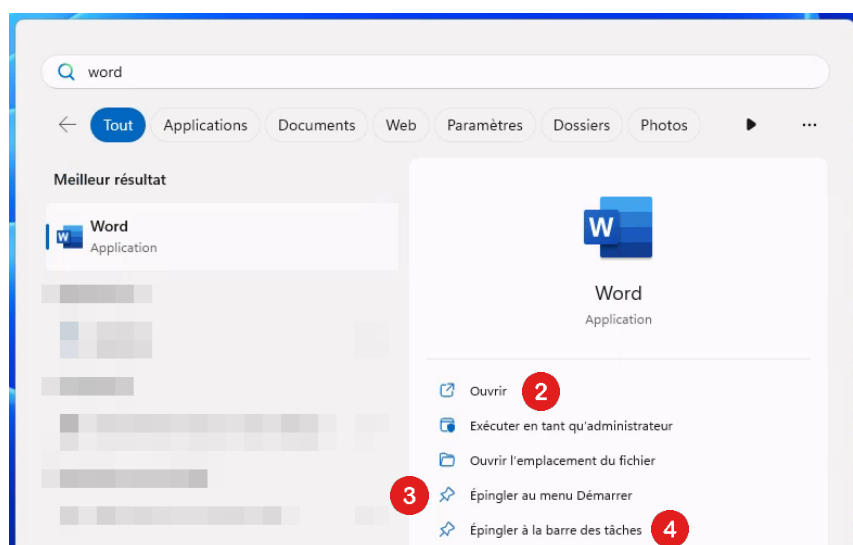 word
Tout Applications Documents Web Paramètres Dossiers Photos ...
Meilleur résultat
Word
Application
W
W
Word
Application
Ouvrir 2
Exécuter en tant qu'administrateur
Ouvrir l'emplacement du fichier
3 Épingler au menu Démarrer
Épingler à la barre des tâches 4